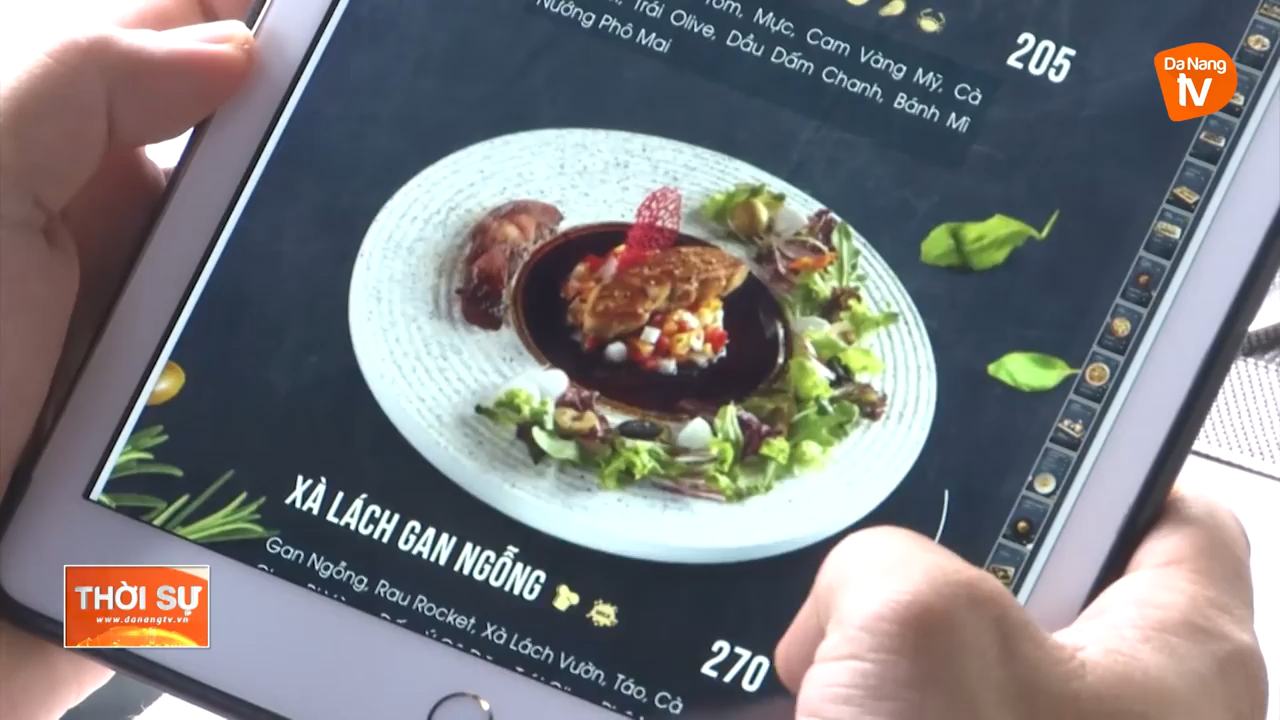 Tôm, Mục, Cam Vàng Mỹ, Cà
Trái Olive, Dầu Dấm Chanh, Bánh Mì
Nướng Phô Mai
205
Da Nang
tv
XÀ LÁCH GAN NGỖNG
Gan Ngỗng, Rau Rocket, Xà Lách Vườn, Táo, Cà
270
THỜI SỰ
www.danangtv.vn